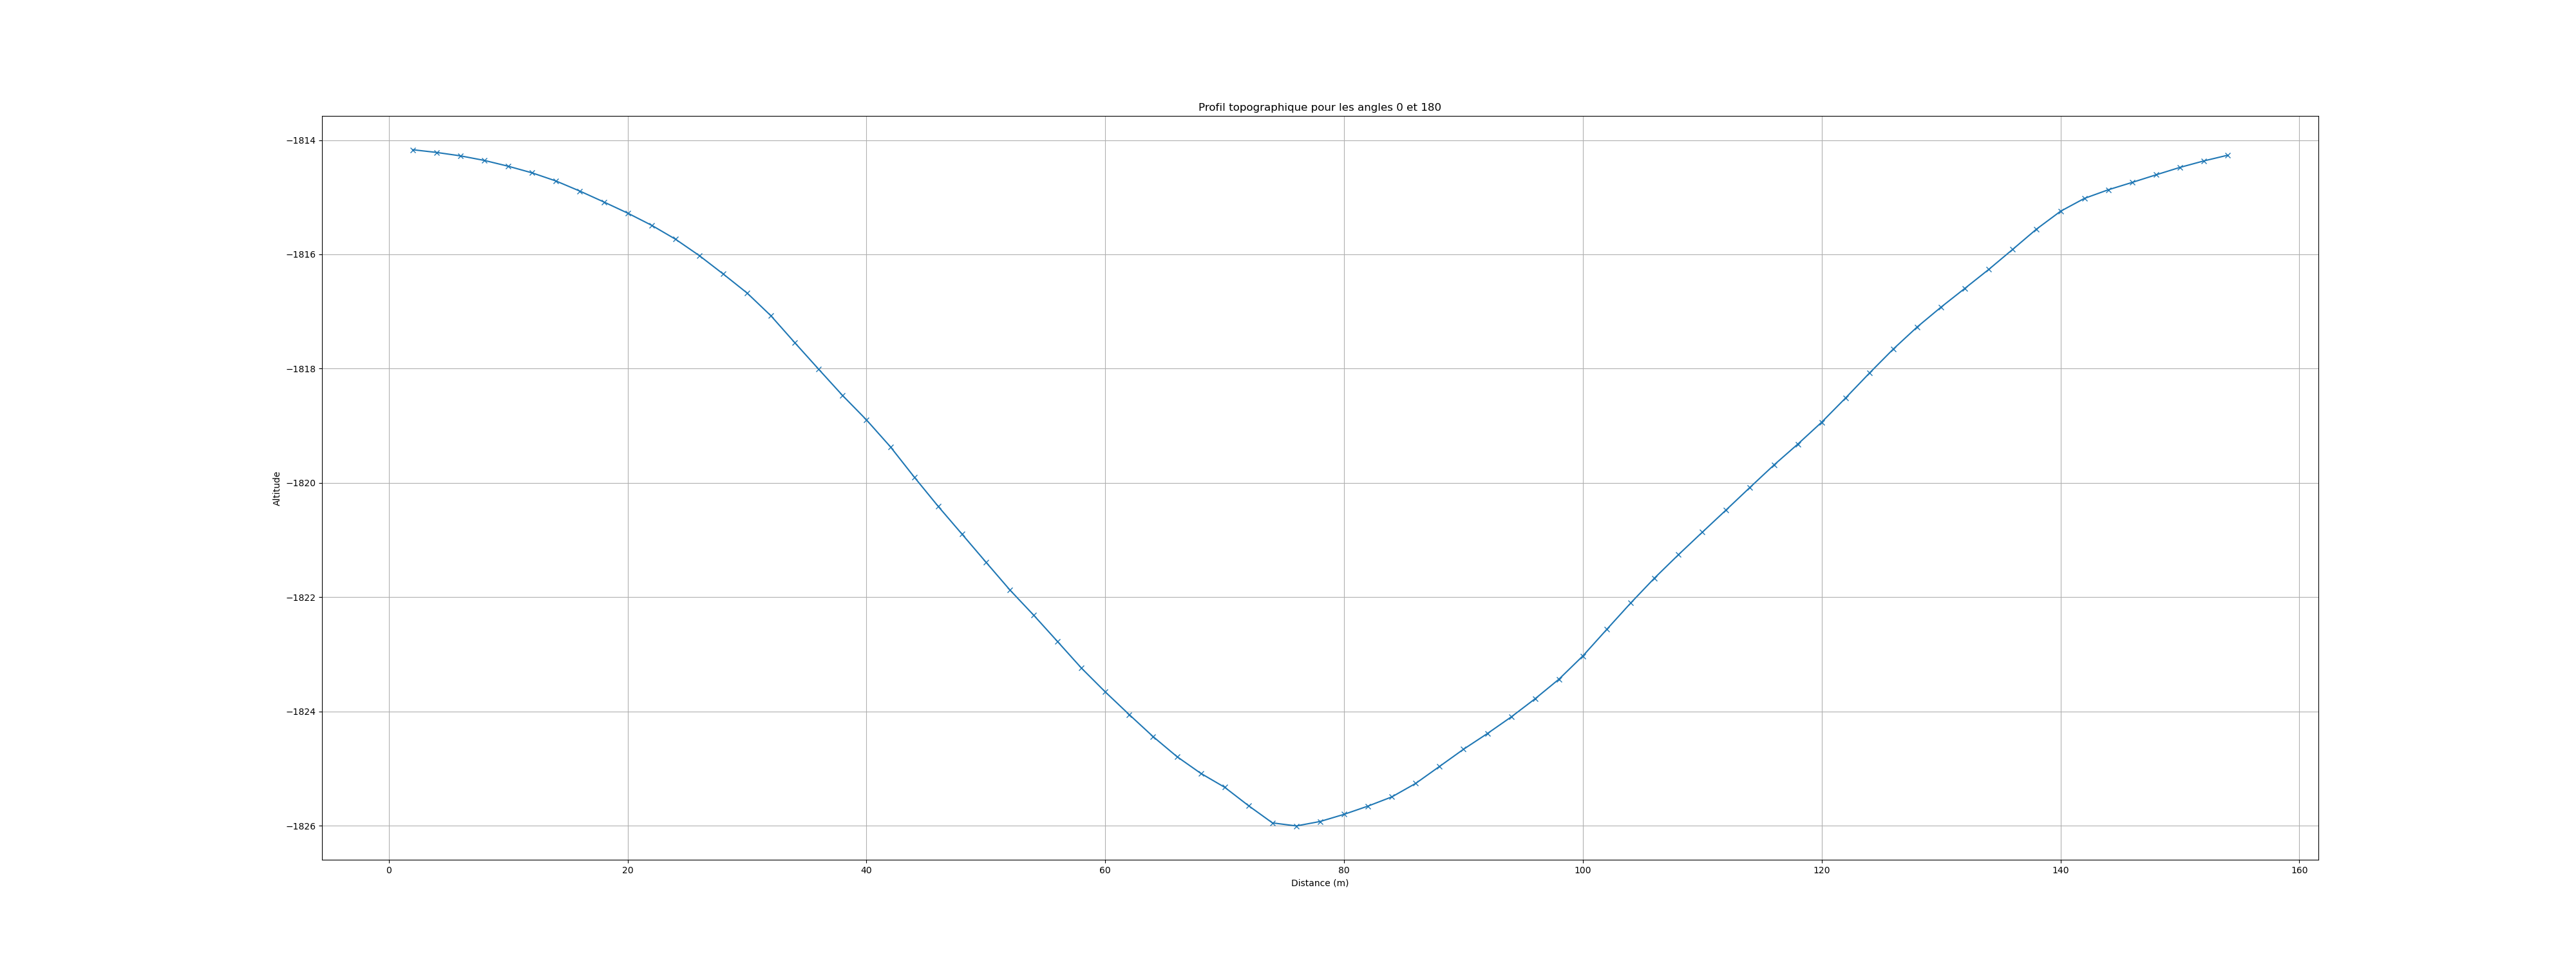 Profil topographique pour les angles 0 et 180
Altitude
−1814
−1816
−1818
−1820
−1822
−1824
−1826
0 20 40 60 80 100 120 140 160
Distance (m)